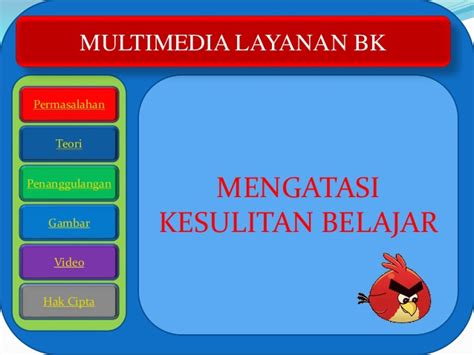 MULTIMEDIA LAYANAN BK
Permasalahan
Teori
Penanggulangan
Gambar
Video
Hak Cipta
MENGATASI
KESULITAN BELAJAR